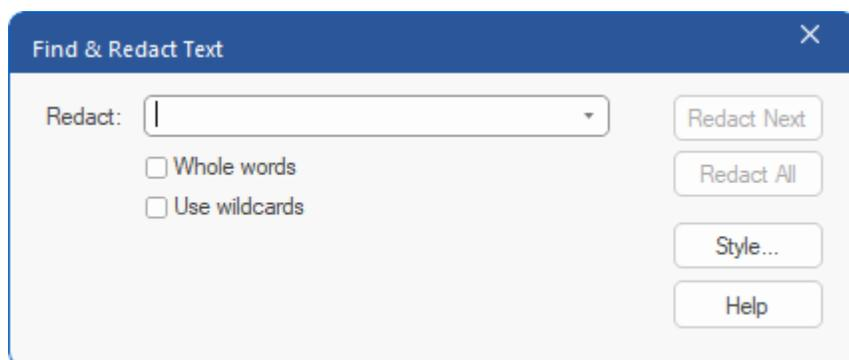 Find & Redact Text
Redact:
Redact Next
Whole words
Redact All
Use wildcards
Style...
Help